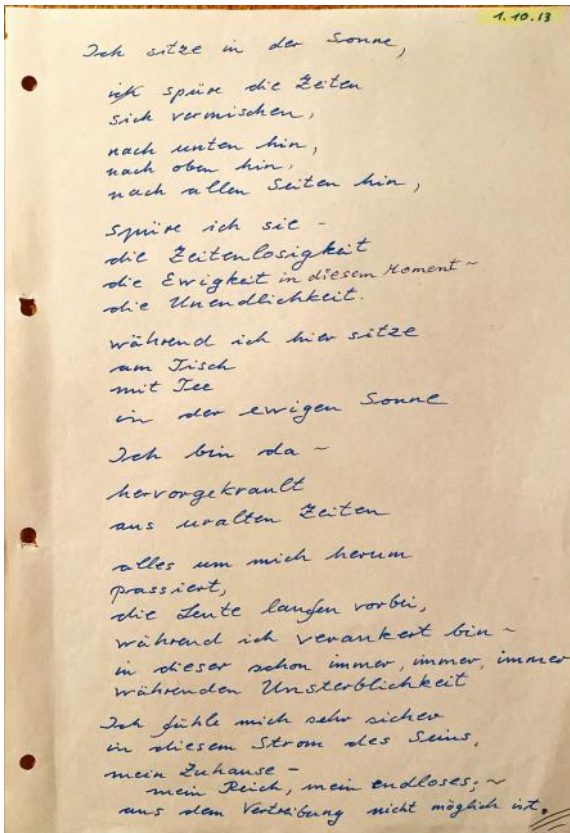 1.10.13
Ich sitze in der Sonne,
ich spüre die Zeiten
sich vermischen,
nach unten hin,
nach oben hin,
nach allen Seiten hin,
spüre ich sie -
die Zeitenlosigkeit
die Ewigkeit in diesem Moment ~
die Unendlichkeit.
während ich hier sitze
am Tisch
mit Tee
in der ewigen Sonne
Ich bin da ~
hervorgekrault
aus uralten Zeiten
alles um mich herum
prassiert,
die Leute laufen vorbei,
während ich verankert bin ~
in dieser schon immer, immer, immer
währenden Unsterblichkeit
Ich fühle mich sehr sicher
in diesem Strom des Seins,
mein Zuhause -
mein Reich, mein endloses, ~
aus dem Vertreibung nicht möglich ist.